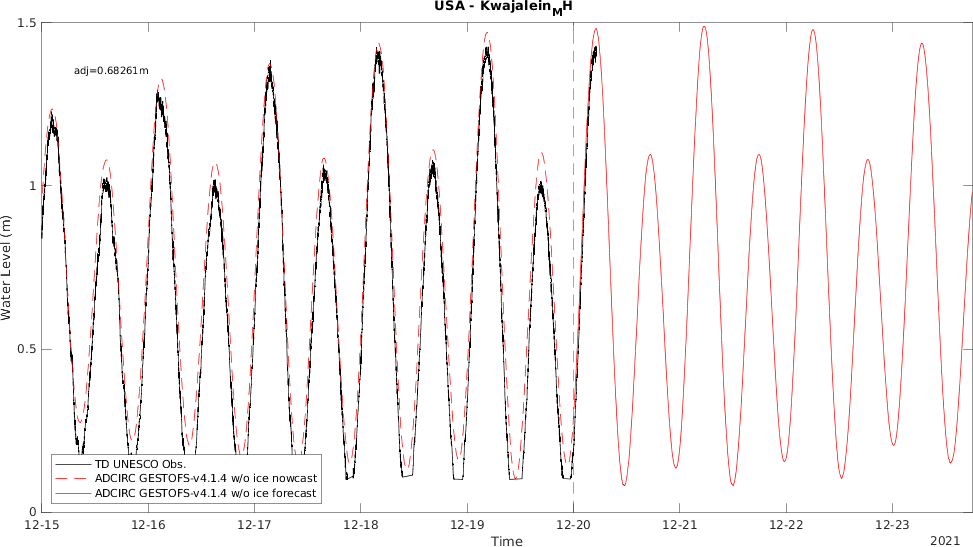 USA - Kwajalein_MH
adj=0.68261m
1.5
1
0.5
0
Water Level (m)
TD UNESCO Obs.
ADCIRC GESTOFS-v4.1.4 w/o ice nowcast
ADCIRC GESTOFS-v4.1.4 w/o ice forecast
12-15 12-16 12-17 12-18 12-19 12-20 12-21 12-22 12-23
Time
2021